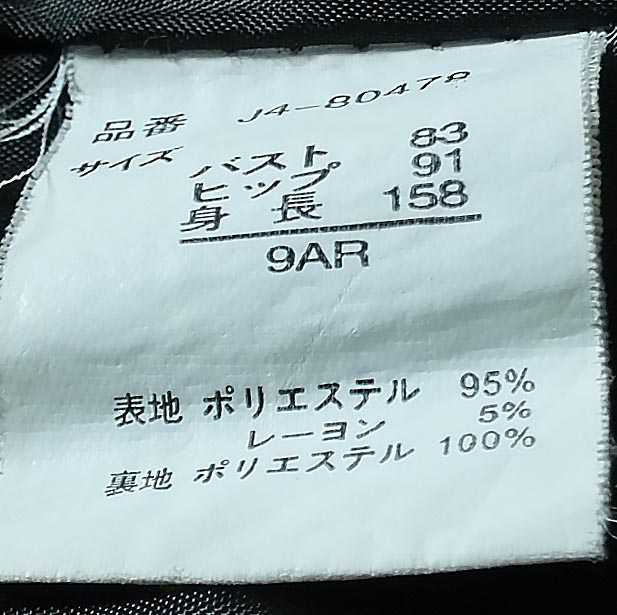 品番 J4-80478
サイズ バスト 83
ヒップ 91
身長 158
9AR
表地 ポリエステル 95%
レーヨン 5%
裏地 ポリエステル 100%